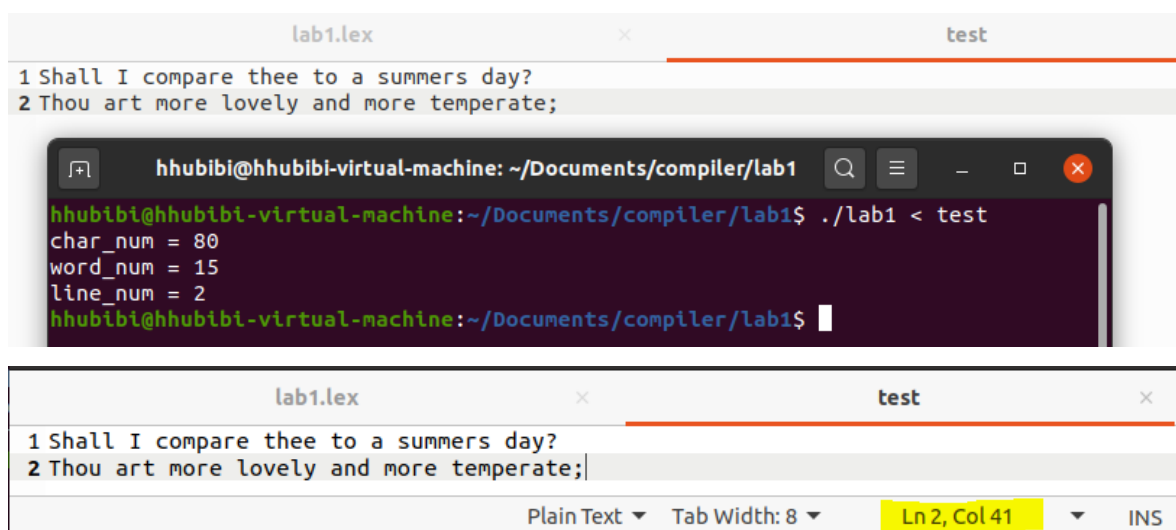 lab1.lex × test
1 Shall I compare thee to a summers day?
2 Thou art more lovely and more temperate;
hhubibi@hhubibi-virtual-machine: ~/Documents/compiler/lab1
hhubibi@hhubibi-virtual-machine:~/Documents/compiler/lab1$ ./lab1 < test
char_num = 80
word_num = 15
line_num = 2
hhubibi@hhubibi-virtual-machine:~/Documents/compiler/lab1$
lab1.lex × test ×
1 Shall I compare thee to a summers day?
2 Thou art more lovely and more temperate;
Plain Text Tab Width: 8 Ln 2, Col 41 INS